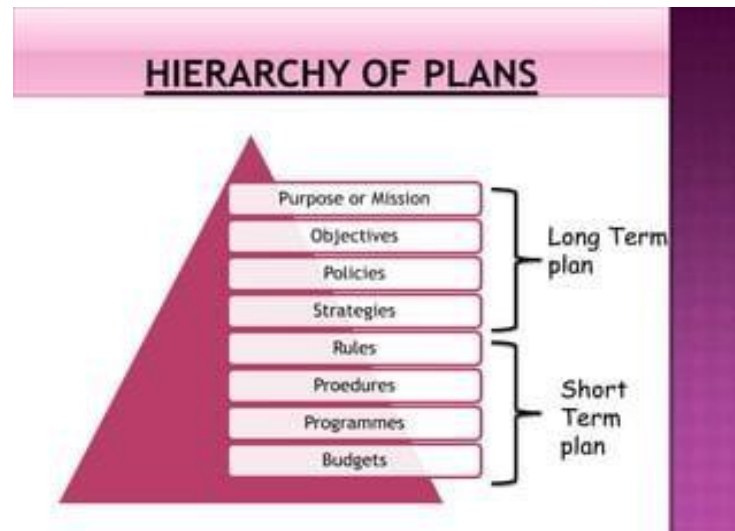 HIERARCHY OF PLANS
Purpose or Mission
Objectives
Policies
Strategies
Rules
Proedures
Programmes
Budgets
Long Term
plan
Short
Term
plan